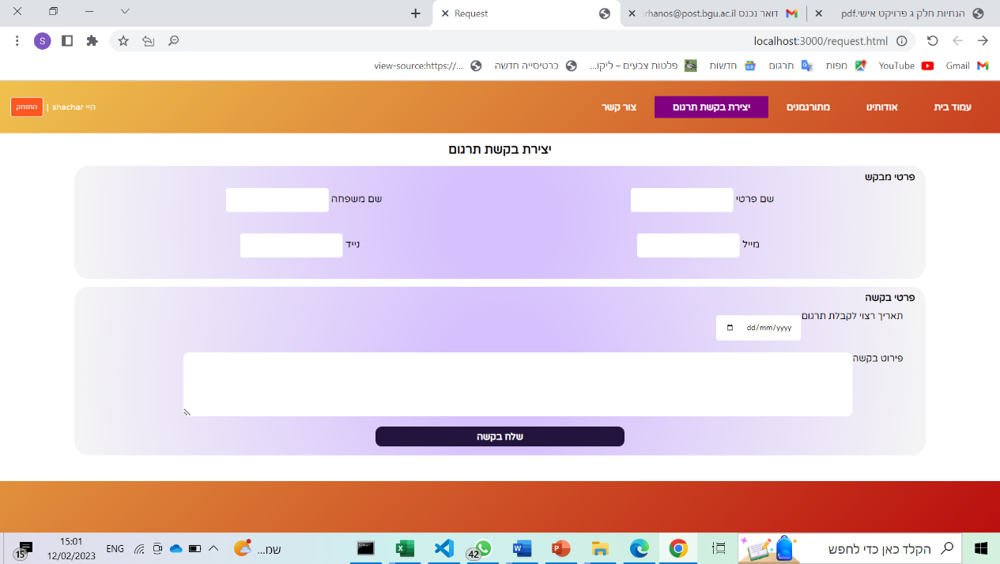 הנחיות חלק ג פרויקט אישי.pdf
דואר נכנס irhanos@post.bgu.ac.il
Request
localhost:3000/request.html
S
Gmail
YouTube
מפות
תרגום
חדשות
פלטות צבעים – ליקו...
כרטיסייה חדשה
view-source:https://...
עמוד בית
אודותינו
מתורגמנים
יצירת בקשת תרגום
צור קשר
היי shachar |
התנתק
יצירת בקשת תרגום
פרטי מבקש
שם פרטי
שם משפחה
מייל
נייד
פרטי בקשה
תאריך רצוי לקבלת תרגום
dd/mm/yyyy
פירוט בקשה
שלח בקשה
הקלד כאן כדי לחפש
42
שמ...
ENG
15:01
12/02/2023
15